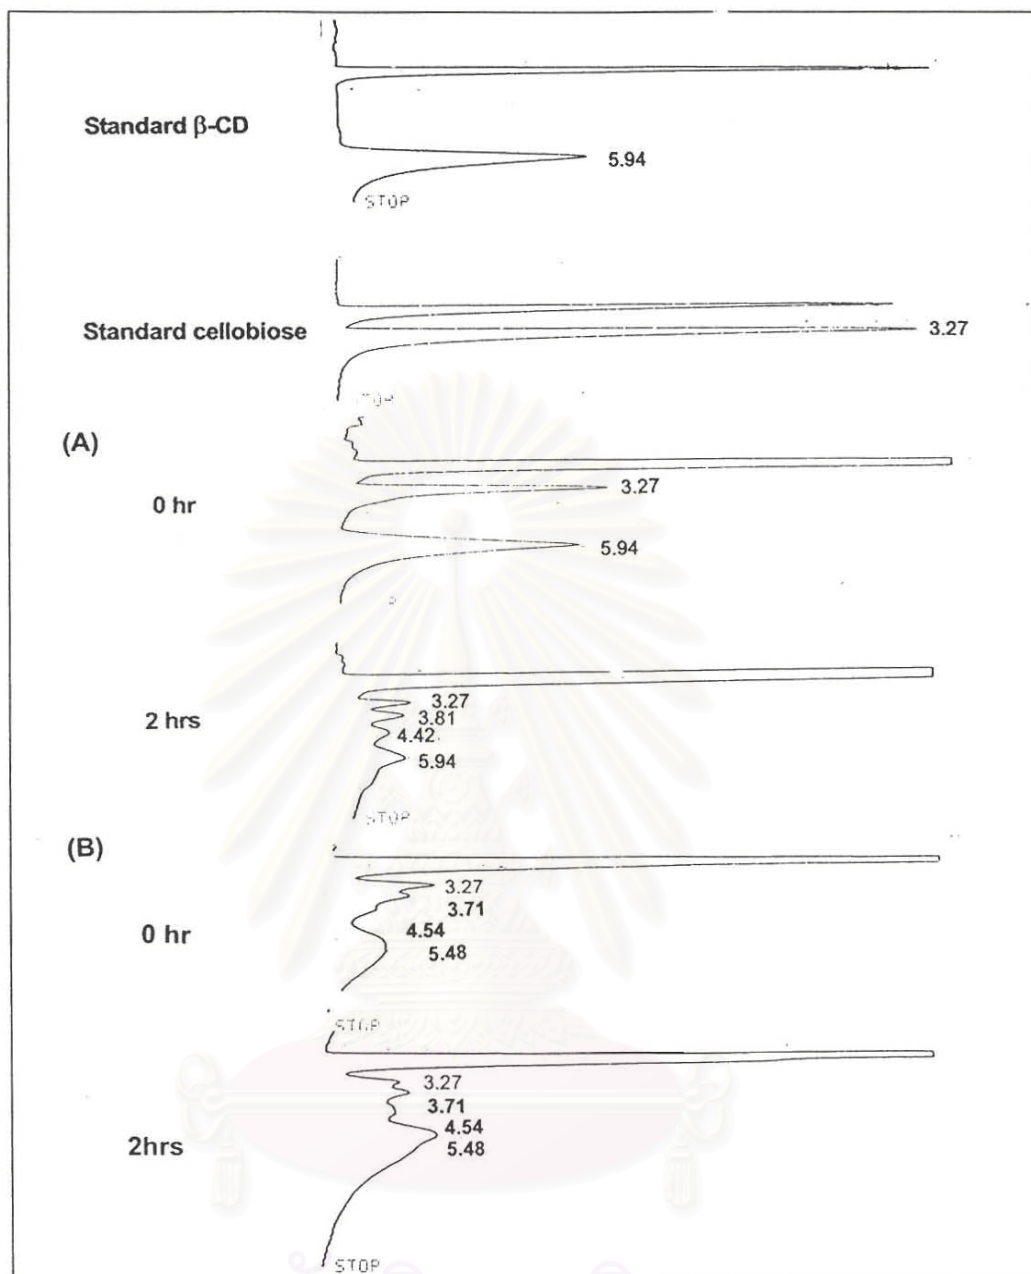 Standard β-CD
5.94
STOP
Standard cellobiose
3.27
(A)
0 hr
3.27
5.94
2 hrs
3.27
3.81
4.42
5.94
STOP
(B)
0 hr
3.27
3.71
4.54
5.48
STOP
2hrs
3.27
3.71
4.54
5.48
STOP